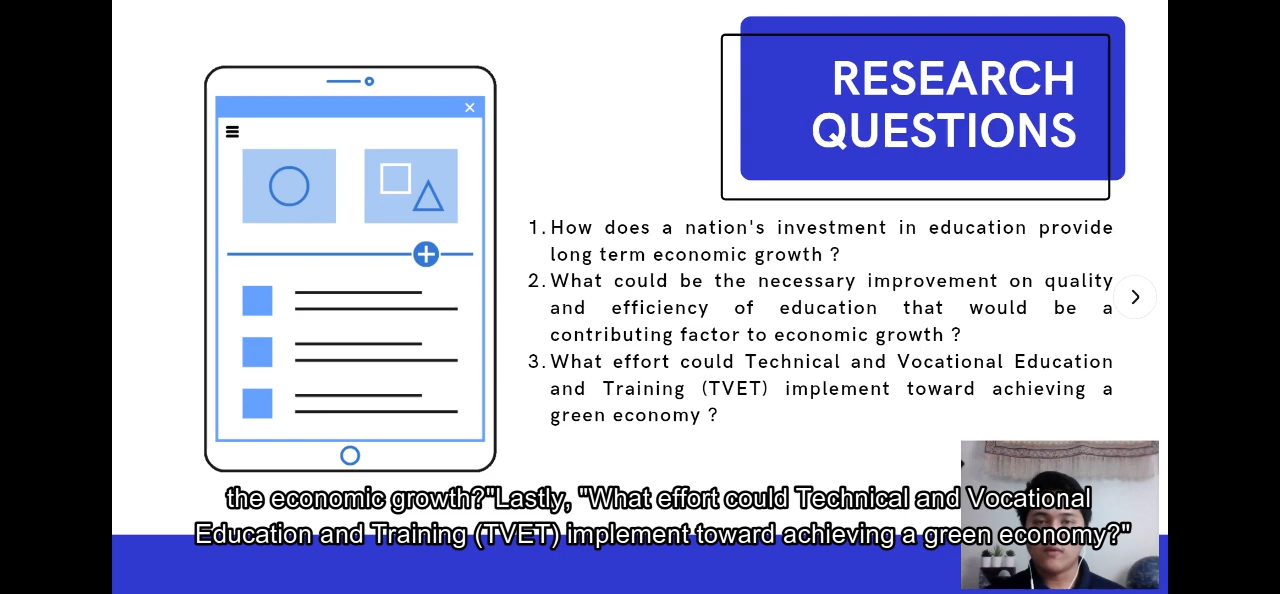 RESEARCH
QUESTIONS
1. How does a nation's investment in education provide
long term economic growth ?
2. What could be the necessary improvement on quality
and efficiency of education that would be a
contributing factor to economic growth ?
3. What effort could Technical and Vocational Education
and Training (TVET) implement toward achieving a
green economy ?
the economic growth?"Lastly, "What effort could Technical and Vocational
Education and Training (TVET) implement toward achieving a green economy?"